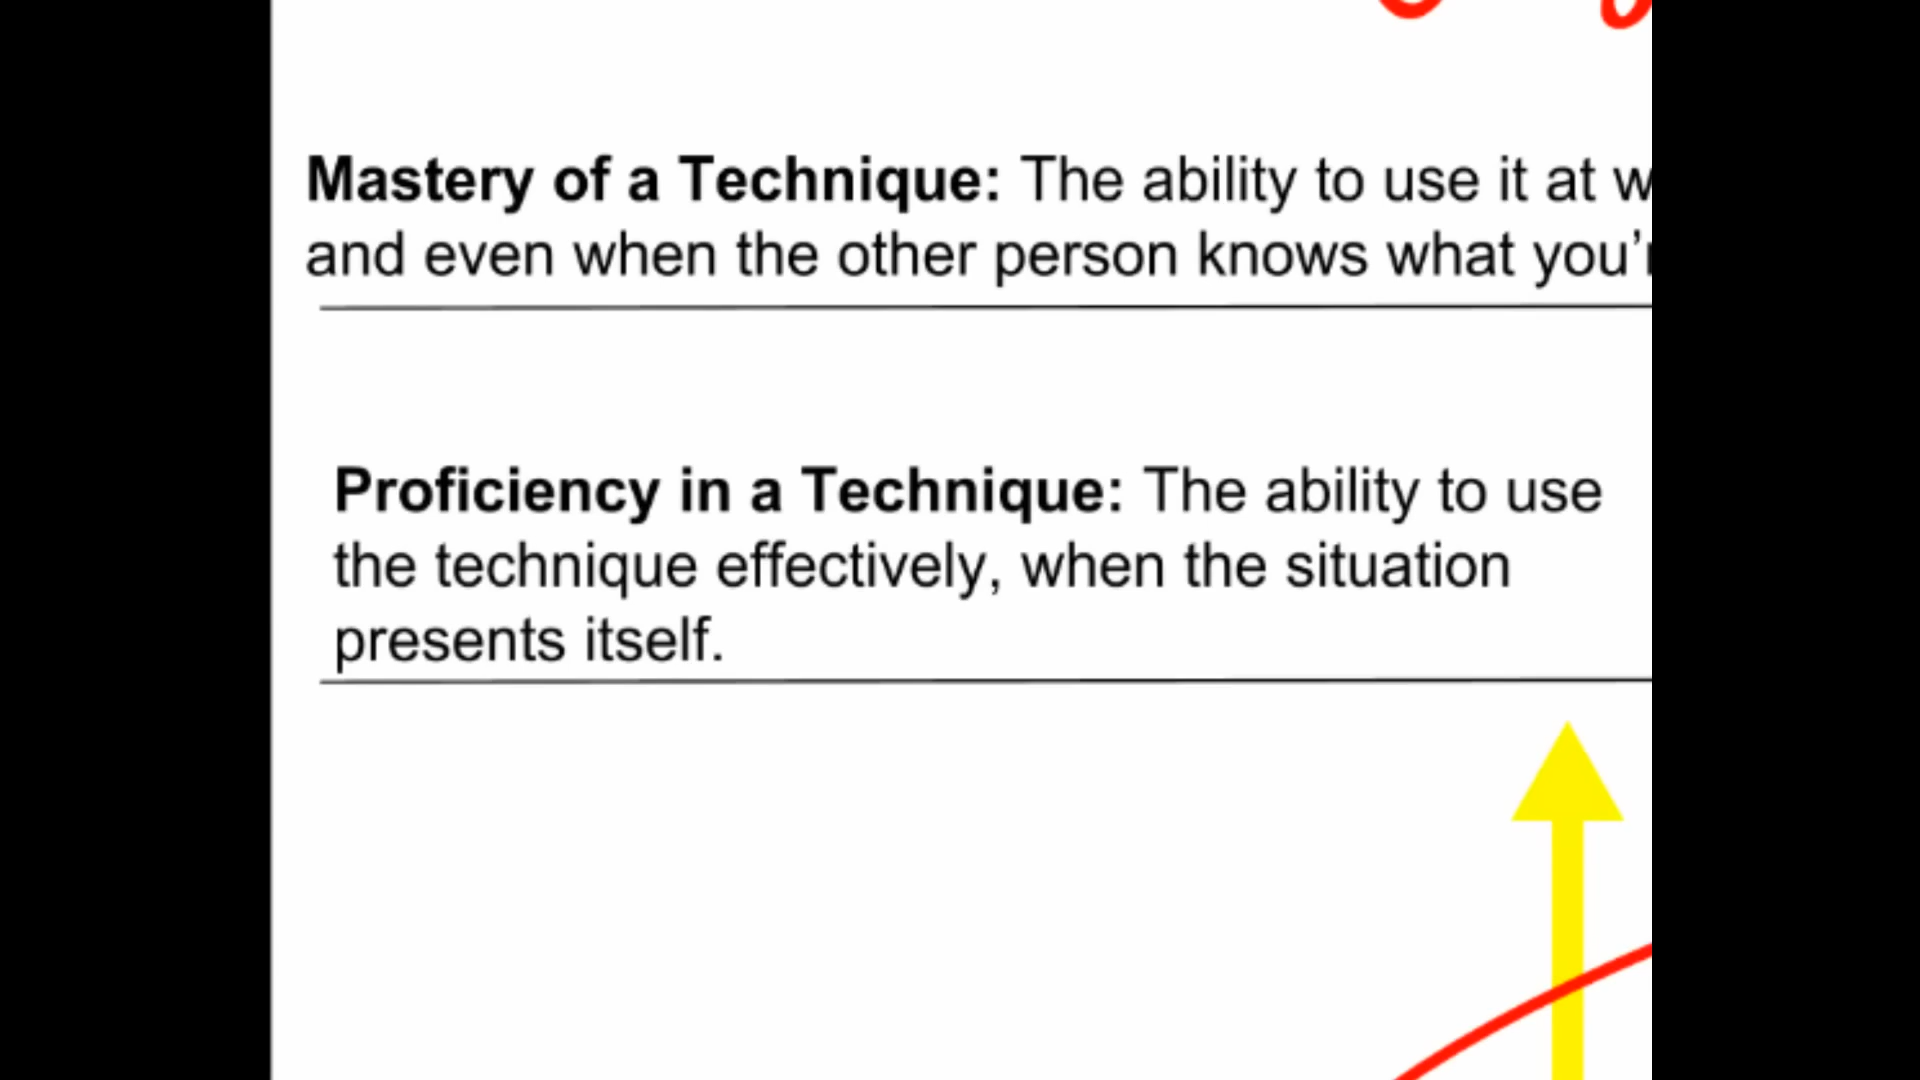 Mastery of a Technique: The ability to use it at
and even when the other person knows what
Proficiency in a Technique: The ability to use
the technique effectively, when the situation
presents itself.